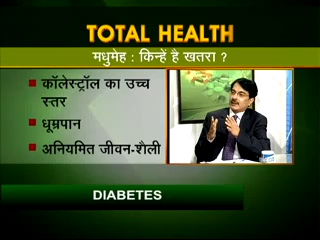 TOTAL HEALTH
मधुमेह : किन्हें है खतरा ?
कॉलेस्ट्रॉल का उच्च
स्तर
धूम्रपान
अनियमित जीवन-शैली
DIABETES